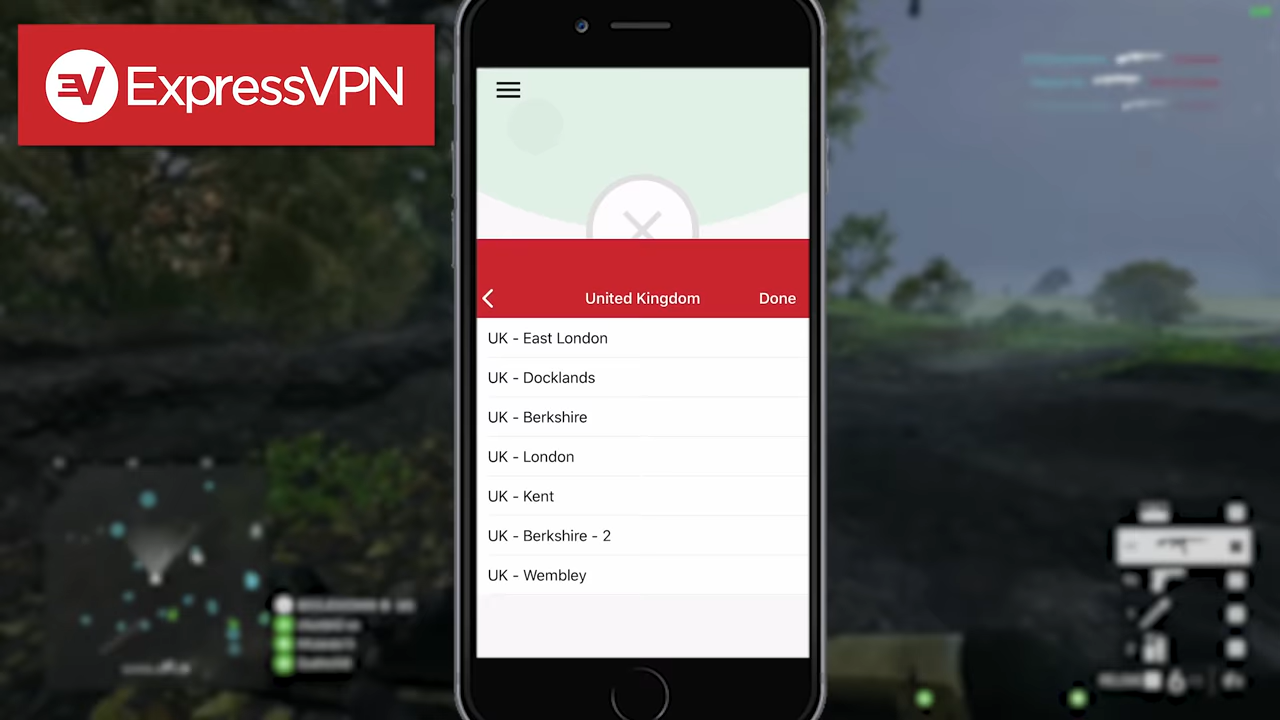 ExpressVPN
United Kingdom
Done
UK - East London
UK - Docklands
UK - Berkshire
UK - London
UK - Kent
UK - Berkshire - 2
UK - Wembley